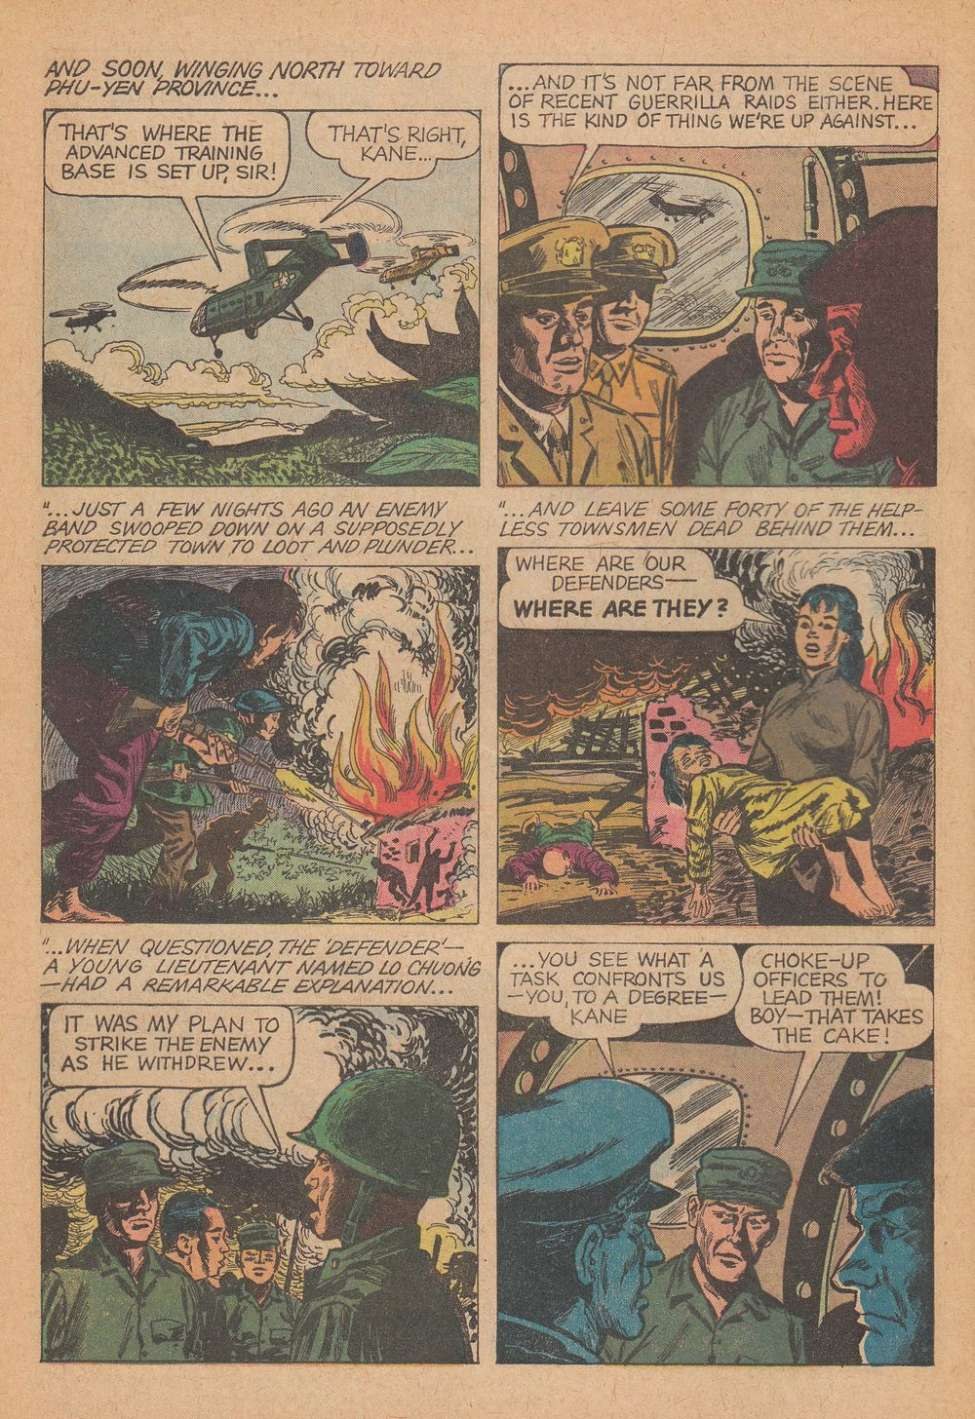 AND SOON, WINGING NORTH TOWARD
PHU-YEN PROVINCE...
THAT'S WHERE THE
ADVANCED TRAINING
BASE IS SET UP, SIR!
THAT'S RIGHT,
KANE...
...AND IT'S NOT FAR FROM THE SCENE
OF RECENT GUERRILLA RAIDS EITHER. HERE
IS THE KIND OF THING WE'RE UP AGAINST...
"...JUST A FEW NIGHTS AGO AN ENEMY
BAND SWOOPED DOWN ON A SUPPOSEDLY
PROTECTED TOWN TO LOOT AND PLUNDER...
"...AND LEAVE SOME FORTY OF THE HELP-
LESS TOWNSMEN DEAD BEHIND THEM...
WHERE ARE OUR
DEFENDERS—
WHERE ARE THEY?
"...WHEN QUESTIONED, THE 'DEFENDER'—
A YOUNG LIEUTENANT NAMED LO CHUONG
—HAD A REMARKABLE EXPLANATION...
IT WAS MY PLAN TO
STRIKE THE ENEMY
AS HE WITHDREW...
...YOU SEE WHAT A
TASK CONFRONTS US
—YOU, TO A DEGREE—
KANE
CHOKE-UP
OFFICERS TO
LEAD THEM!
BOY—THAT TAKES
THE CAKE!